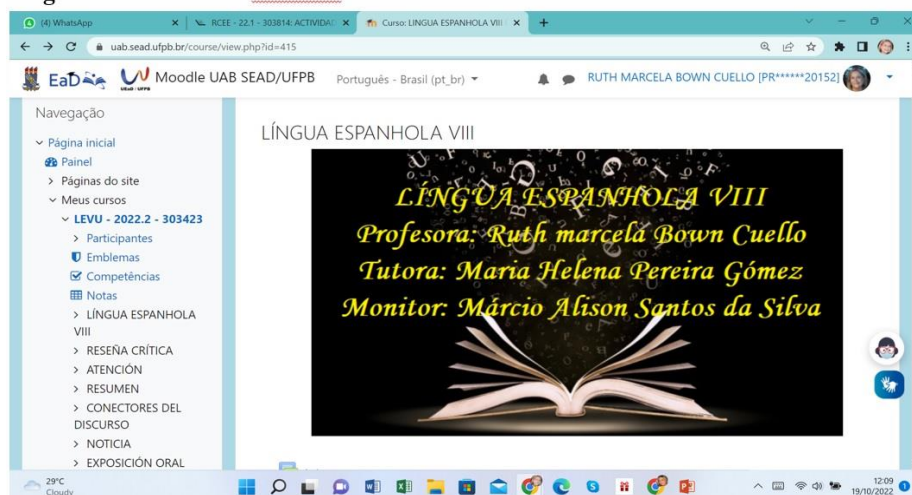 (4) WhatsApp
RCEE - 22.1 - 303814: ACTIVIDAD
Curso: LINGUA ESPANHOLA VIII
uab.sead.ufpb.br/course/view.php?id=415
EaD
UEaD · UFPB
Moodle UAB SEAD/UFPB
Português - Brasil (pt_br)
RUTH MARCELA BOWN CUELLO [PR******20152]
Navegação
Página inicial
Painel
Páginas do site
Meus cursos
LEVU - 2022.2 - 303423
Participantes
Emblemas
Competências
Notas
LÍNGUA ESPANHOLA
VIII
RESEÑA CRÍTICA
ATENCIÓN
RESUMEN
CONECTORES DEL
DISCURSO
NOTICIA
EXPOSICIÓN ORAL
LÍNGUA ESPANHOLA VIII
LÍNGUA ESPANHOLA VIII
Profesora: Ruth marcela Bown Cuello
Tutora: Maria Helena Pereira Gómez
Monitor: Márcio Alison Santos da Silva
29°C
Cloudy
12:09
19/10/2022